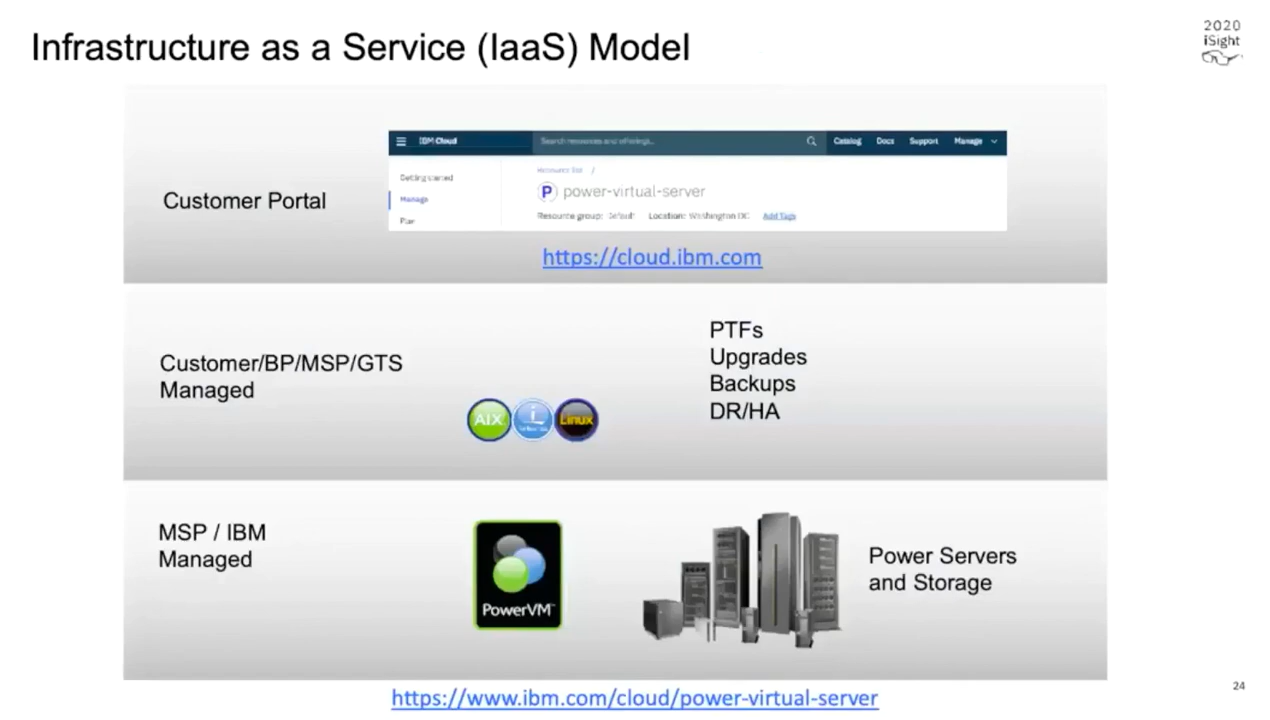 Infrastructure as a Service (IaaS) Model
2020
iSight
Customer Portal
IBM Cloud
Search resources and offerings...
Catalog Docs Support Manage
Getting started
Manage
Plan
Resource list /
power-virtual-server
Resource group: Default Location: Washington DC Add Tags
https://cloud.ibm.com
Customer/BP/MSP/GTS
Managed
AIX
i
Linux
PTFs
Upgrades
Backups
DR/HA
MSP / IBM
Managed
PowerVM™
Power Servers
and Storage
https://www.ibm.com/cloud/power-virtual-server
24